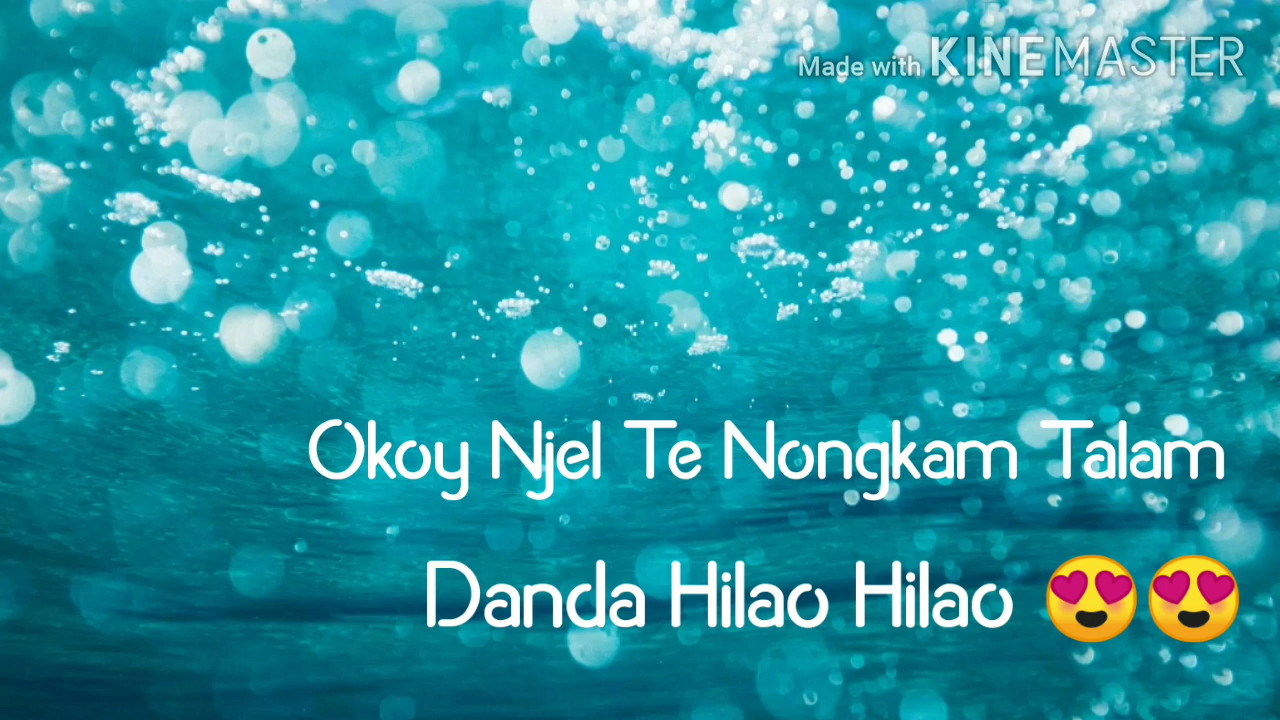 Made with KINEMASTER
Okoy Njel Te Nongkam Talam
Danda Hilao Hilao 😍😍